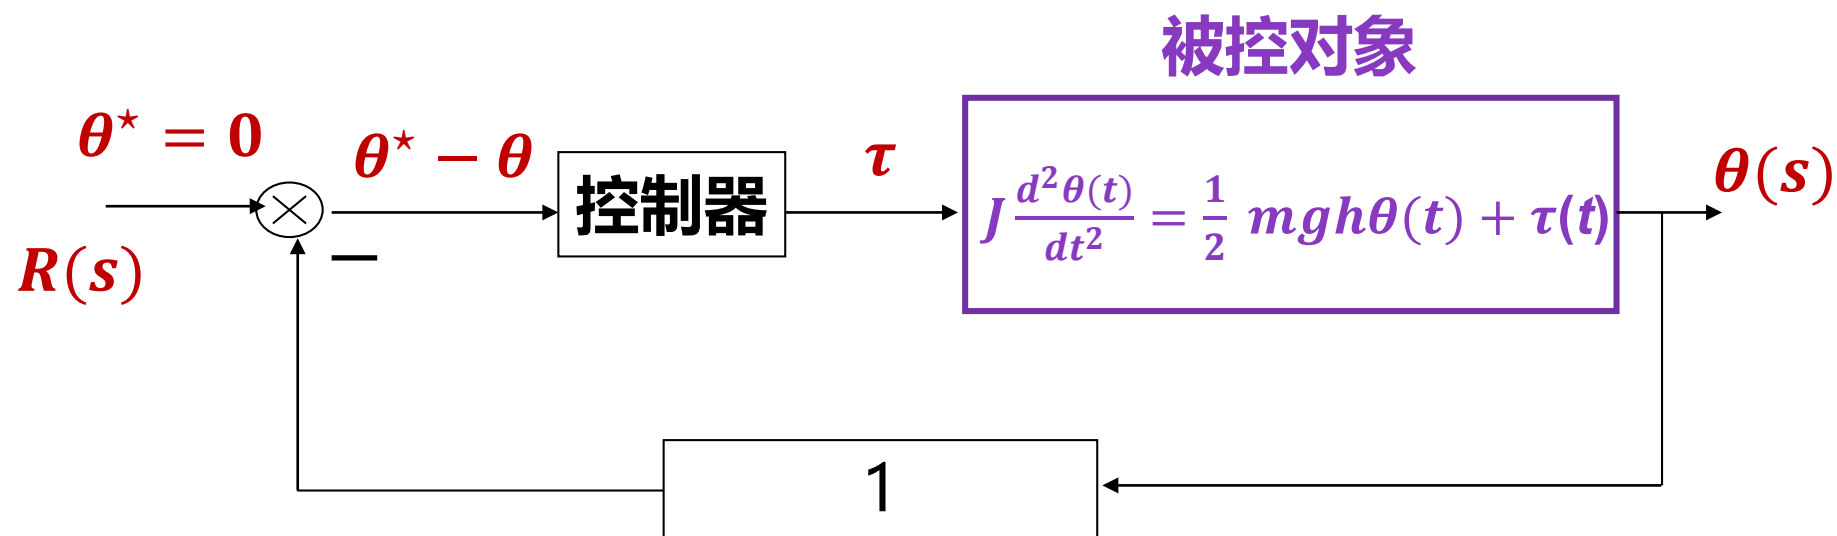 被控对象
θ* = 0
θ* − θ
控制器
τ
J d²θ(t)/dt² = 1/2 mghθ(t) + τ(t)
θ(s)
R(s)
−
1